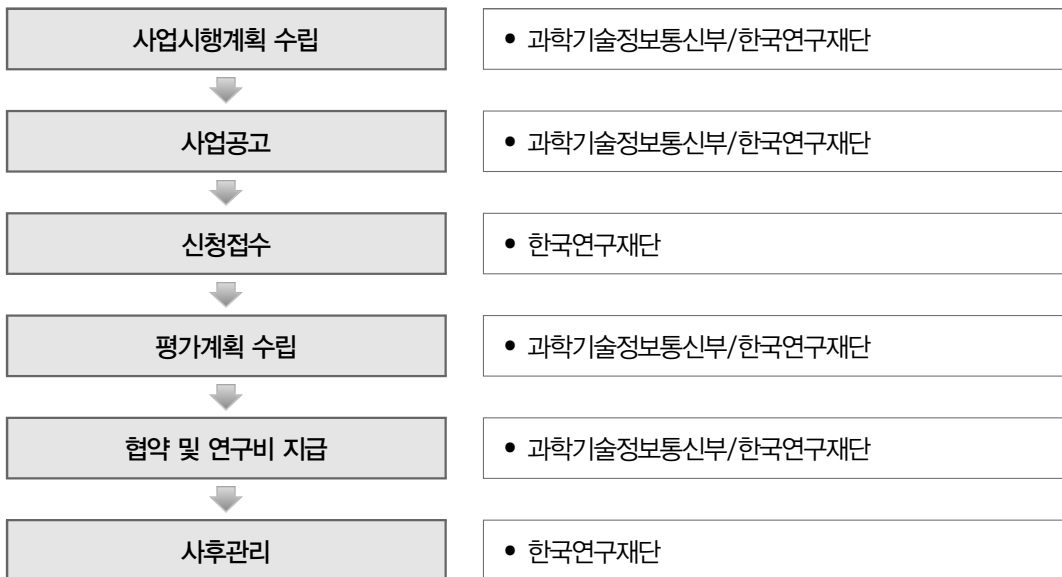 사업시행계획 수립
• 과학기술정보통신부/한국연구재단
사업공고
• 과학기술정보통신부/한국연구재단
신청접수
• 한국연구재단
평가계획 수립
• 과학기술정보통신부/한국연구재단
협약 및 연구비 지급
• 과학기술정보통신부/한국연구재단
사후관리
• 한국연구재단